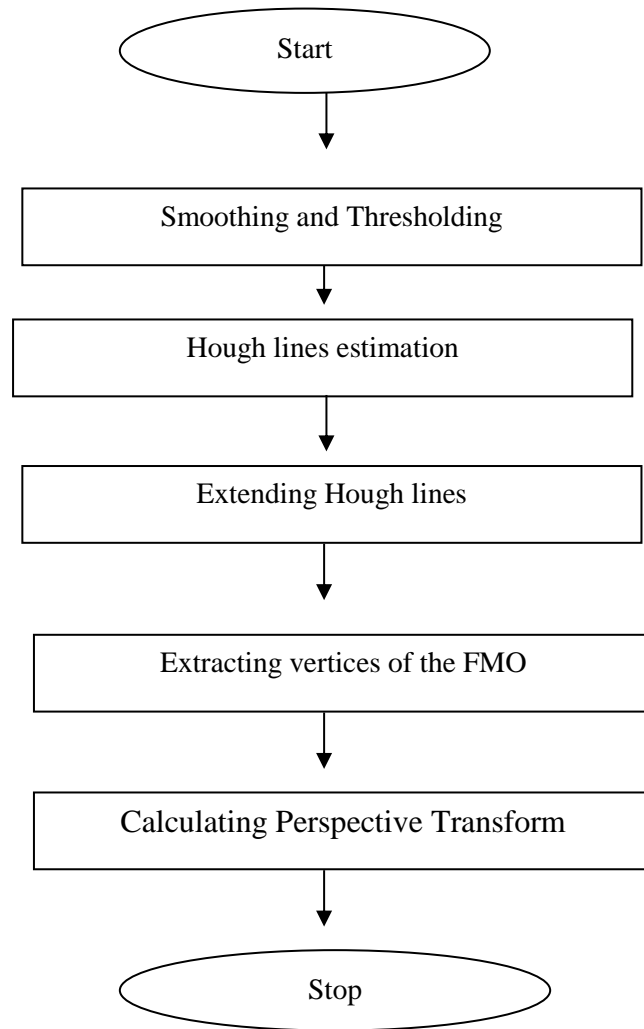 Start
Smoothing and Thresholding
Hough lines estimation
Extending Hough lines
Extracting vertices of the FMO
Calculating Perspective Transform
Stop